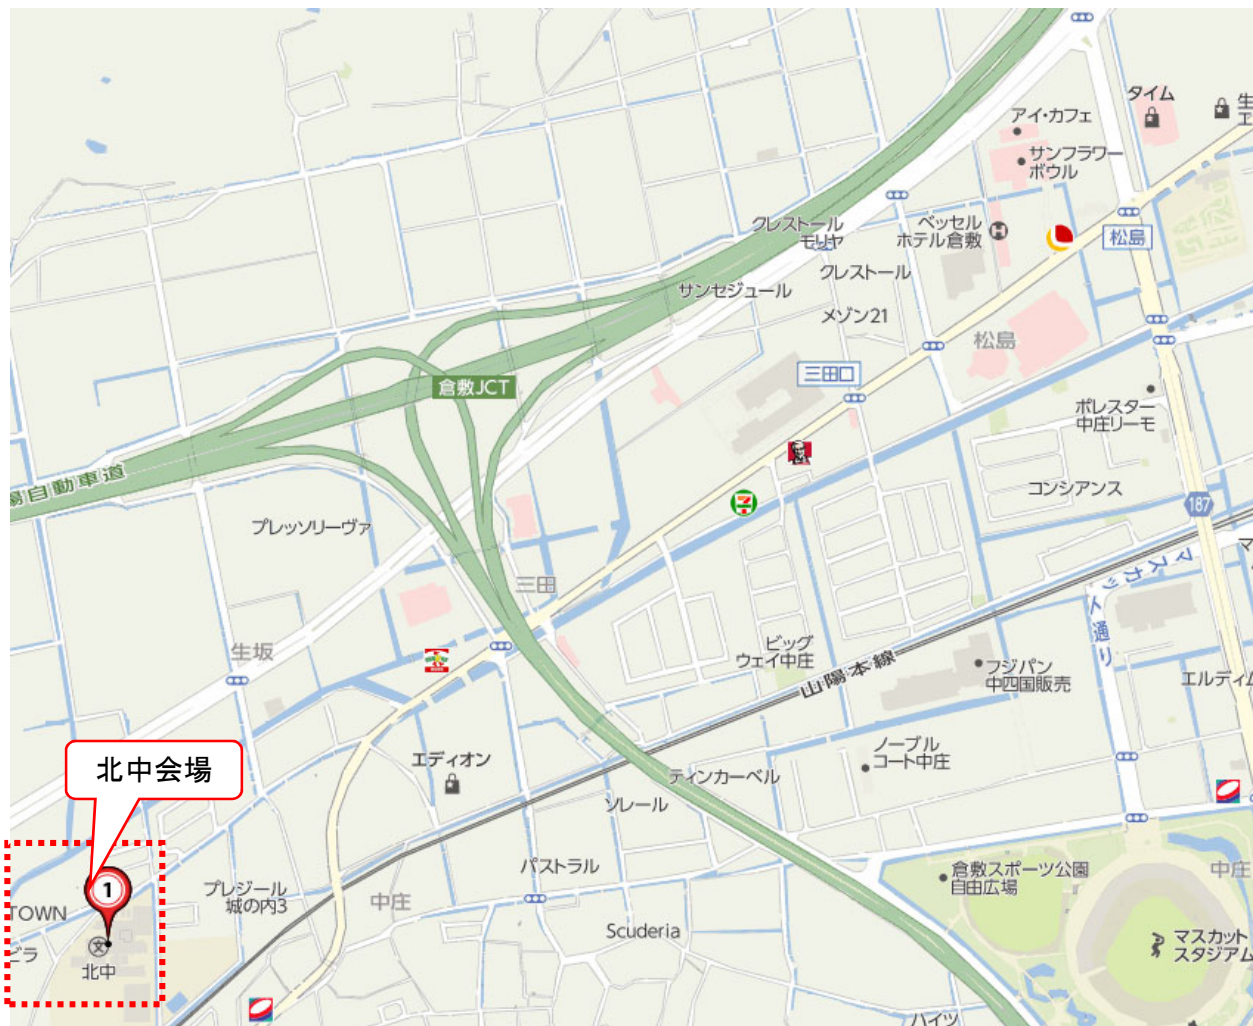 タイム
生
エ
アイ・カフェ
サンフラワー
ボウル
クレストール
モリヤ
ベッセル
ホテル倉敷
H
松島
クレストール
サンセジュール
メゾン21
松島
三田口
倉敷JCT
ポレスター
中庄リーモ
陽自動車道
コンシアンス
187
プレッソリーヴァ
マ
マスカット通り
三田
生坂
ビッグ
ウェイ中庄
山陽本線
フジパン
中四国販売
エルディム
北中会場
エディオン
ノーブル
コート中庄
ティンカーベル
ソレール
パストラル
倉敷スポーツ公園
自由広場
中庄
1
プレジール
城の内3
中庄
TOWN
Scuderia
マスカット
スタジアム
ビラ
文
北中
ハイツ